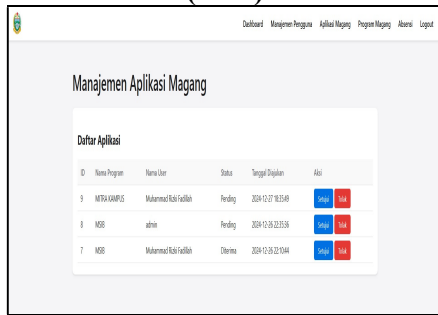 Dashboard Manajemen Pengguna Aplikasi Magang Program Magang Absensi Logout
Manajemen Aplikasi Magang
Daftar Aplikasi
ID Nama Program Nama User Status Tanggal Diajukan Aksi
9 MITRA KAMPUS Muhammad Rizki Fadillah Pending 2024-12-27 18:35:49 Setujui Tolak
8 MSIB admin Pending 2024-12-26 22:35:36 Setujui Tolak
7 MSIB Muhammad Rizki Fadillah Diterima 2024-12-26 22:10:44 Setujui Tolak